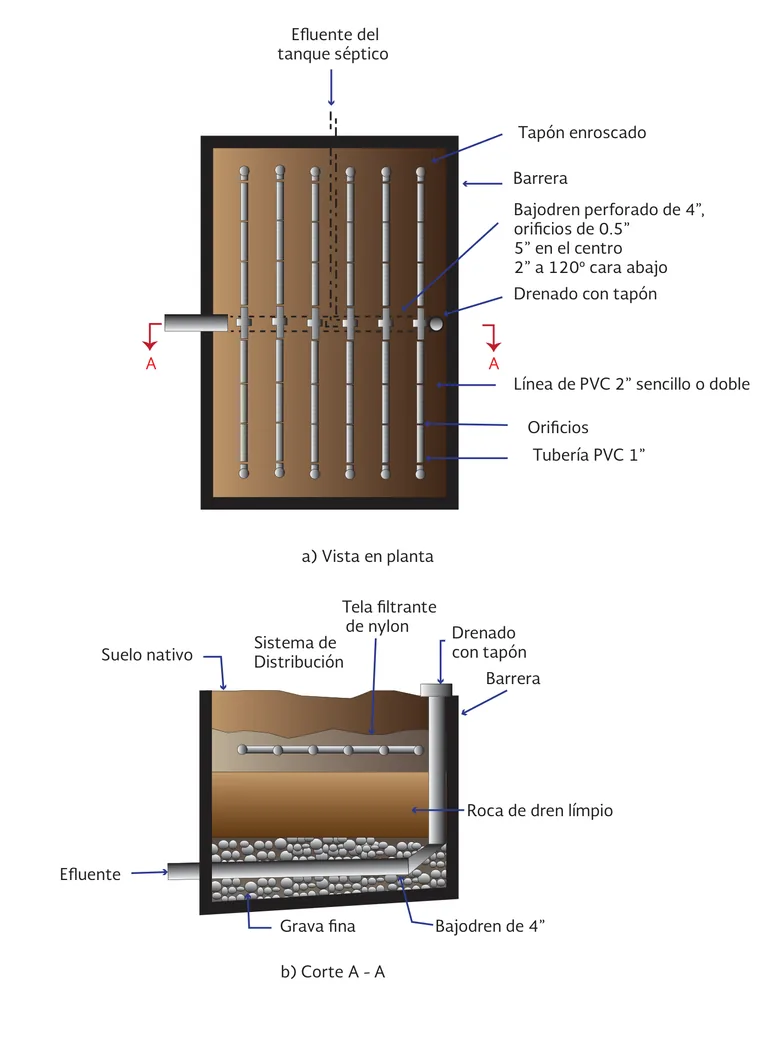 Efluente del
tanque séptico
Tapón enroscado
Barrera
Bajodren perforado de 4”,
orificios de 0.5”
5” en el centro
2” a 120º cara abajo
Drenado con tapón
A
A
Línea de PVC 2” sencillo o doble
Orificios
Tubería PVC 1”
a) Vista en planta
Tela filtrante
de nylon
Sistema de
Distribución
Drenado
con tapón
Suelo nativo
Barrera
Roca de dren límpio
Efluente
Grava fina
Bajodren de 4”
b) Corte A - A